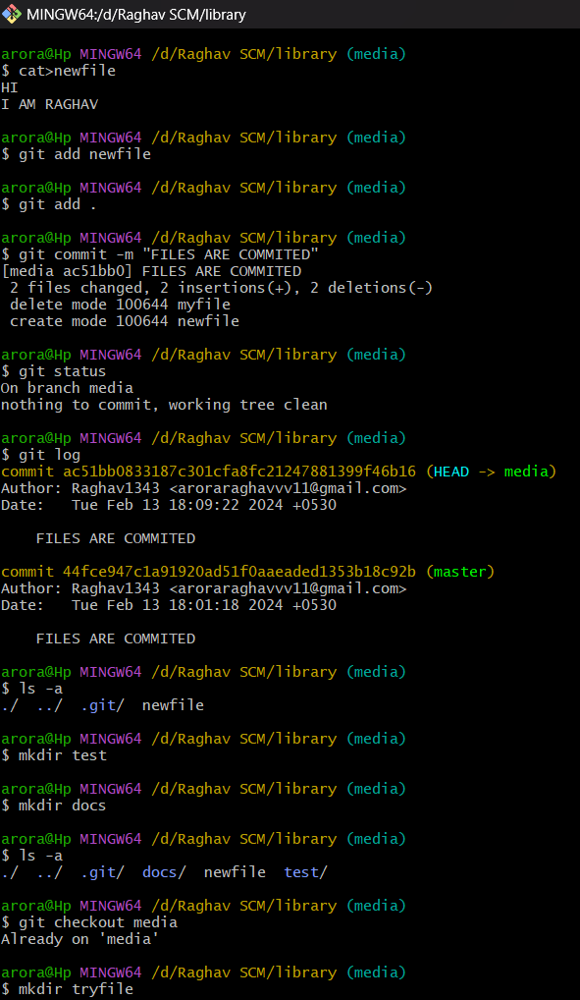 MINGW64:/d/Raghav SCM/library
arora@Hp MINGW64 /d/Raghav SCM/library (media)
$ cat>newfile
HI
I AM RAGHAV
arora@Hp MINGW64 /d/Raghav SCM/library (media)
$ git add newfile
arora@Hp MINGW64 /d/Raghav SCM/library (media)
$ git add .
arora@Hp MINGW64 /d/Raghav SCM/library (media)
$ git commit -m "FILES ARE COMMITED"
[media ac51bb0] FILES ARE COMMITED
 2 files changed, 2 insertions(+), 2 deletions(-)
 delete mode 100644 myfile
 create mode 100644 newfile
arora@Hp MINGW64 /d/Raghav SCM/library (media)
$ git status
On branch media
nothing to commit, working tree clean
arora@Hp MINGW64 /d/Raghav SCM/library (media)
$ git log
commit ac51bb0833187c301cfa8fc21247881399f46b16 (HEAD -> media)
Author: Raghav1343 <aroraraghavvv11@gmail.com>
Date:   Tue Feb 13 18:09:22 2024 +0530
    FILES ARE COMMITED
commit 44fce947c1a91920ad51f0aaeaded1353b18c92b (master)
Author: Raghav1343 <aroraraghavvv11@gmail.com>
Date:   Tue Feb 13 18:01:18 2024 +0530
    FILES ARE COMMITED
arora@Hp MINGW64 /d/Raghav SCM/library (media)
$ ls -a
./  ../  .git/  newfile
arora@Hp MINGW64 /d/Raghav SCM/library (media)
$ mkdir test
arora@Hp MINGW64 /d/Raghav SCM/library (media)
$ mkdir docs
arora@Hp MINGW64 /d/Raghav SCM/library (media)
$ ls -a
./  ../  .git/  docs/  newfile  test/
arora@Hp MINGW64 /d/Raghav SCM/library (media)
$ git checkout media
Already on 'media'
arora@Hp MINGW64 /d/Raghav SCM/library (media)
$ mkdir tryfile